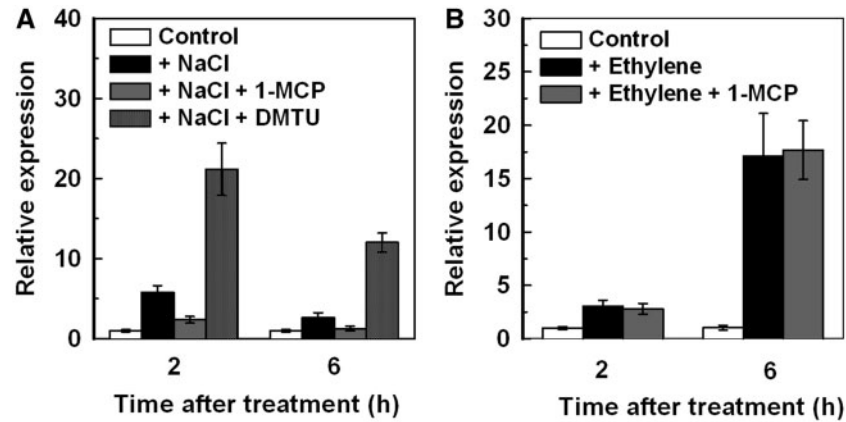 A
Relative expression
40
30
20
10
0
Control
+ NaCl
+ NaCl + 1-MCP
+ NaCl + DMTU
2
6
Time after treatment (h)
B
Relative expression
30
25
20
15
10
5
0
Control
+ Ethylene
+ Ethylene + 1-MCP
2
6
Time after treatment (h)